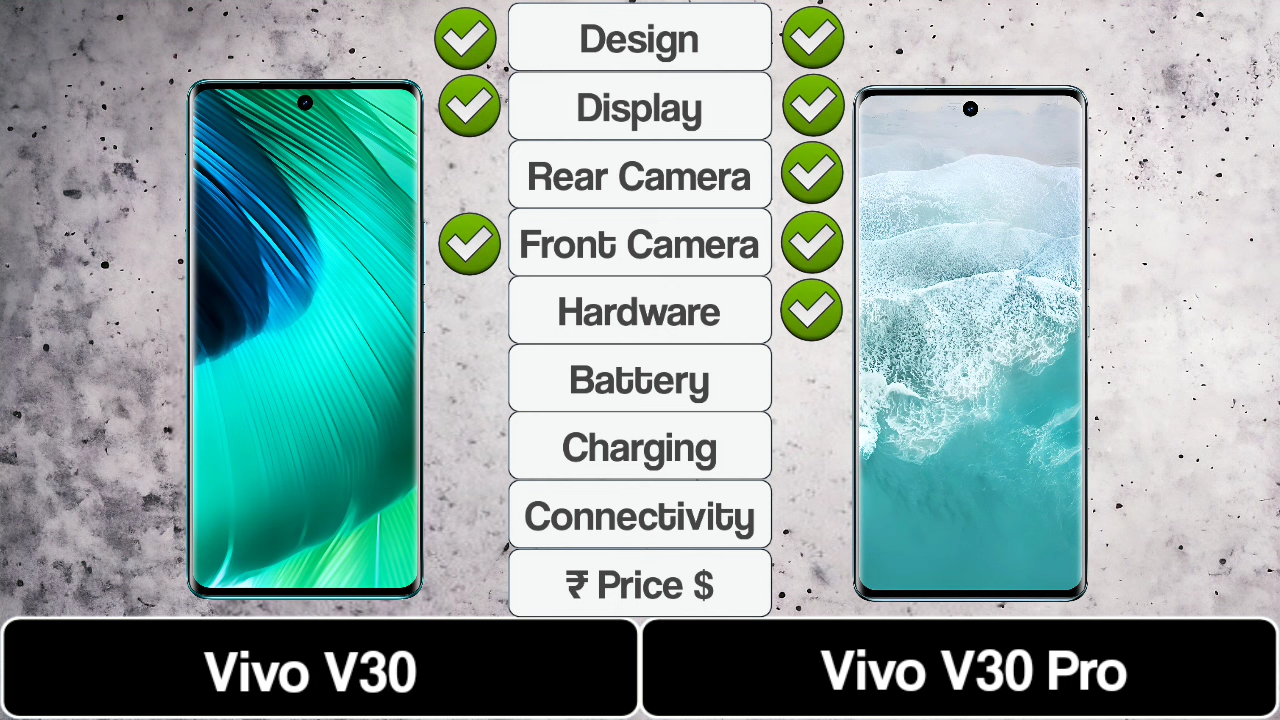 Design
Display
Rear Camera
Front Camera
Hardware
Battery
Charging
Connectivity
₹ Price $
Vivo V30
Vivo V30 Pro